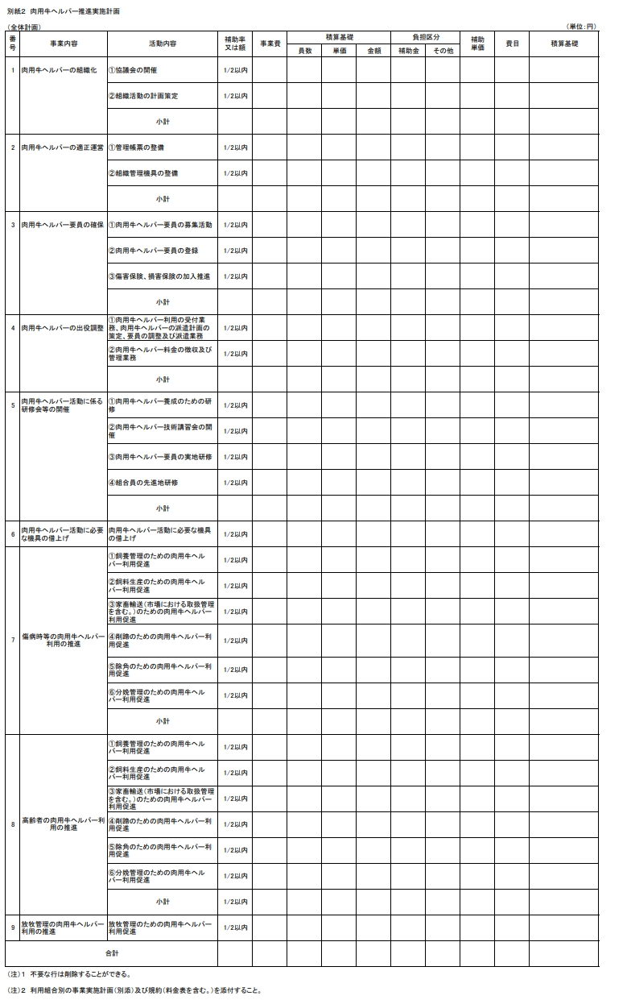 別紙2 肉用牛ヘルパー推進実施計画
(全体計画) (単位:円)
番号 事業内容 活動内容 補助率又は額 事業費 積算基礎 負担区分 補助単価 費目 積算基礎
員数 単価 金額 補助金 その他
1 肉用牛ヘルパーの組織化 ①協議会の開催 1/2以内
②組織活動の計画策定 1/2以内
小計
2 肉用牛ヘルパーの適正運営 ①管理帳票の整備 1/2以内
②組織管理機具の整備 1/2以内
小計
3 肉用牛ヘルパー要員の確保 ①肉用牛ヘルパー要員の募集活動 1/2以内
②肉用牛ヘルパー要員の登録 1/2以内
③傷害保険、損害保険の加入推進 1/2以内
小計
4 肉用牛ヘルパーの出役調整 ①肉用牛ヘルパー利用の受付業
務、肉用牛ヘルパーの派遣計画の
策定、要員の調整及び派遣業務 1/2以内
②肉用牛ヘルパー料金の徴収及び
管理業務 1/2以内
小計
5 肉用牛ヘルパー活動に係る
研修会等の開催 ①肉用牛ヘルパー養成のための研
修 1/2以内
②肉用牛ヘルパー技術講習会の開
催 1/2以内
③肉用牛ヘルパー要員の実地研修 1/2以内
④組合員の先進地研修 1/2以内
小計
6 肉用牛ヘルパー活動に必要
な機具の借上げ 肉用牛ヘルパー活動に必要な機具
の借上げ 1/2以内
7 傷病時等の肉用牛ヘルパー
利用の推進 ①飼養管理のための肉用牛ヘル
パー利用促進 1/2以内
②飼料生産のための肉用牛ヘル
パー利用促進 1/2以内
③家畜輸送(市場における取扱管理
を含む。)のための肉用牛ヘルパー
利用促進 1/2以内
④削蹄のための肉用牛ヘルパー利
用促進 1/2以内
⑤除角のための肉用牛ヘルパー利
用促進 1/2以内
⑥分娩管理のための肉用牛ヘル
パー利用促進 1/2以内
小計
8 高齢者の肉用牛ヘルパー利
用の推進 ①飼養管理のための肉用牛ヘル
パー利用促進 1/2以内
②飼料生産のための肉用牛ヘル
パー利用促進 1/2以内
③家畜輸送(市場における取扱管理
を含む。)のための肉用牛ヘルパー
利用促進 1/2以内
④削蹄のための肉用牛ヘルパー利
用促進 1/2以内
⑤除角のための肉用牛ヘルパー利
用促進 1/2以内
⑥分娩管理のための肉用牛ヘル
パー利用促進 1/2以内
小計 1/2以内
9 放牧管理の肉用牛ヘルパー
利用の推進 放牧管理のための肉用牛ヘルパー
利用促進 1/2以内
合計
(注)1 不要な行は削除することができる。
(注)2 利用組合別の事業実施計画(別添)及び規約(料金表を含む。)を添付すること。